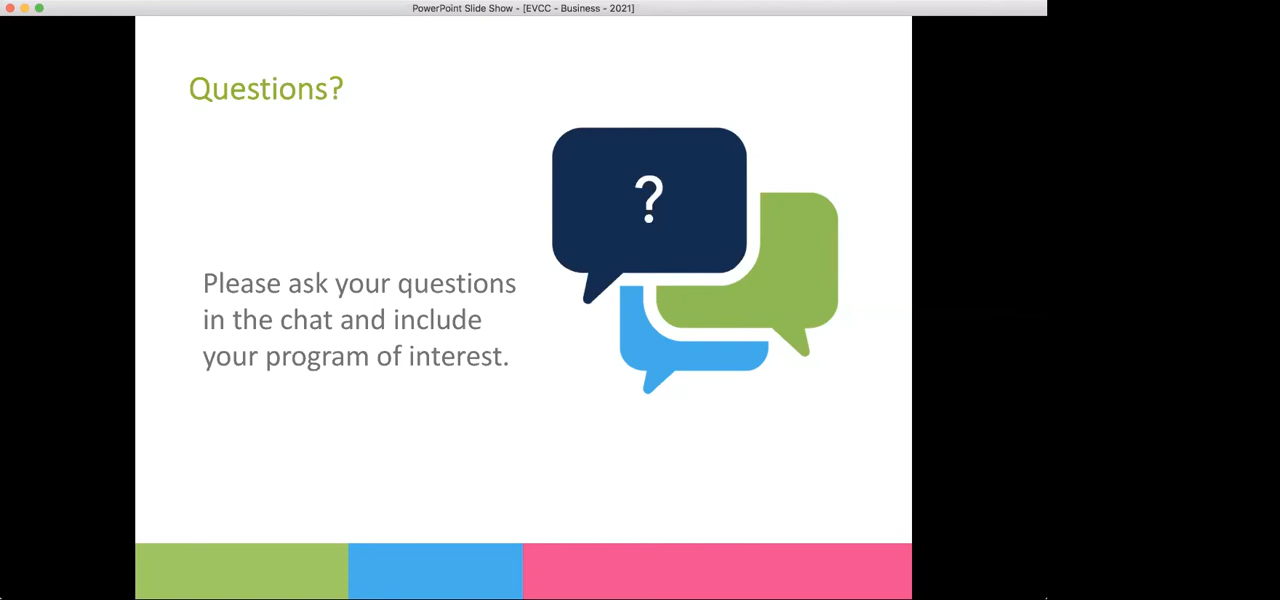 PowerPoint Slide Show - [EVCC - Business - 2021]
Questions?
?
Please ask your questions
in the chat and include
your program of interest.